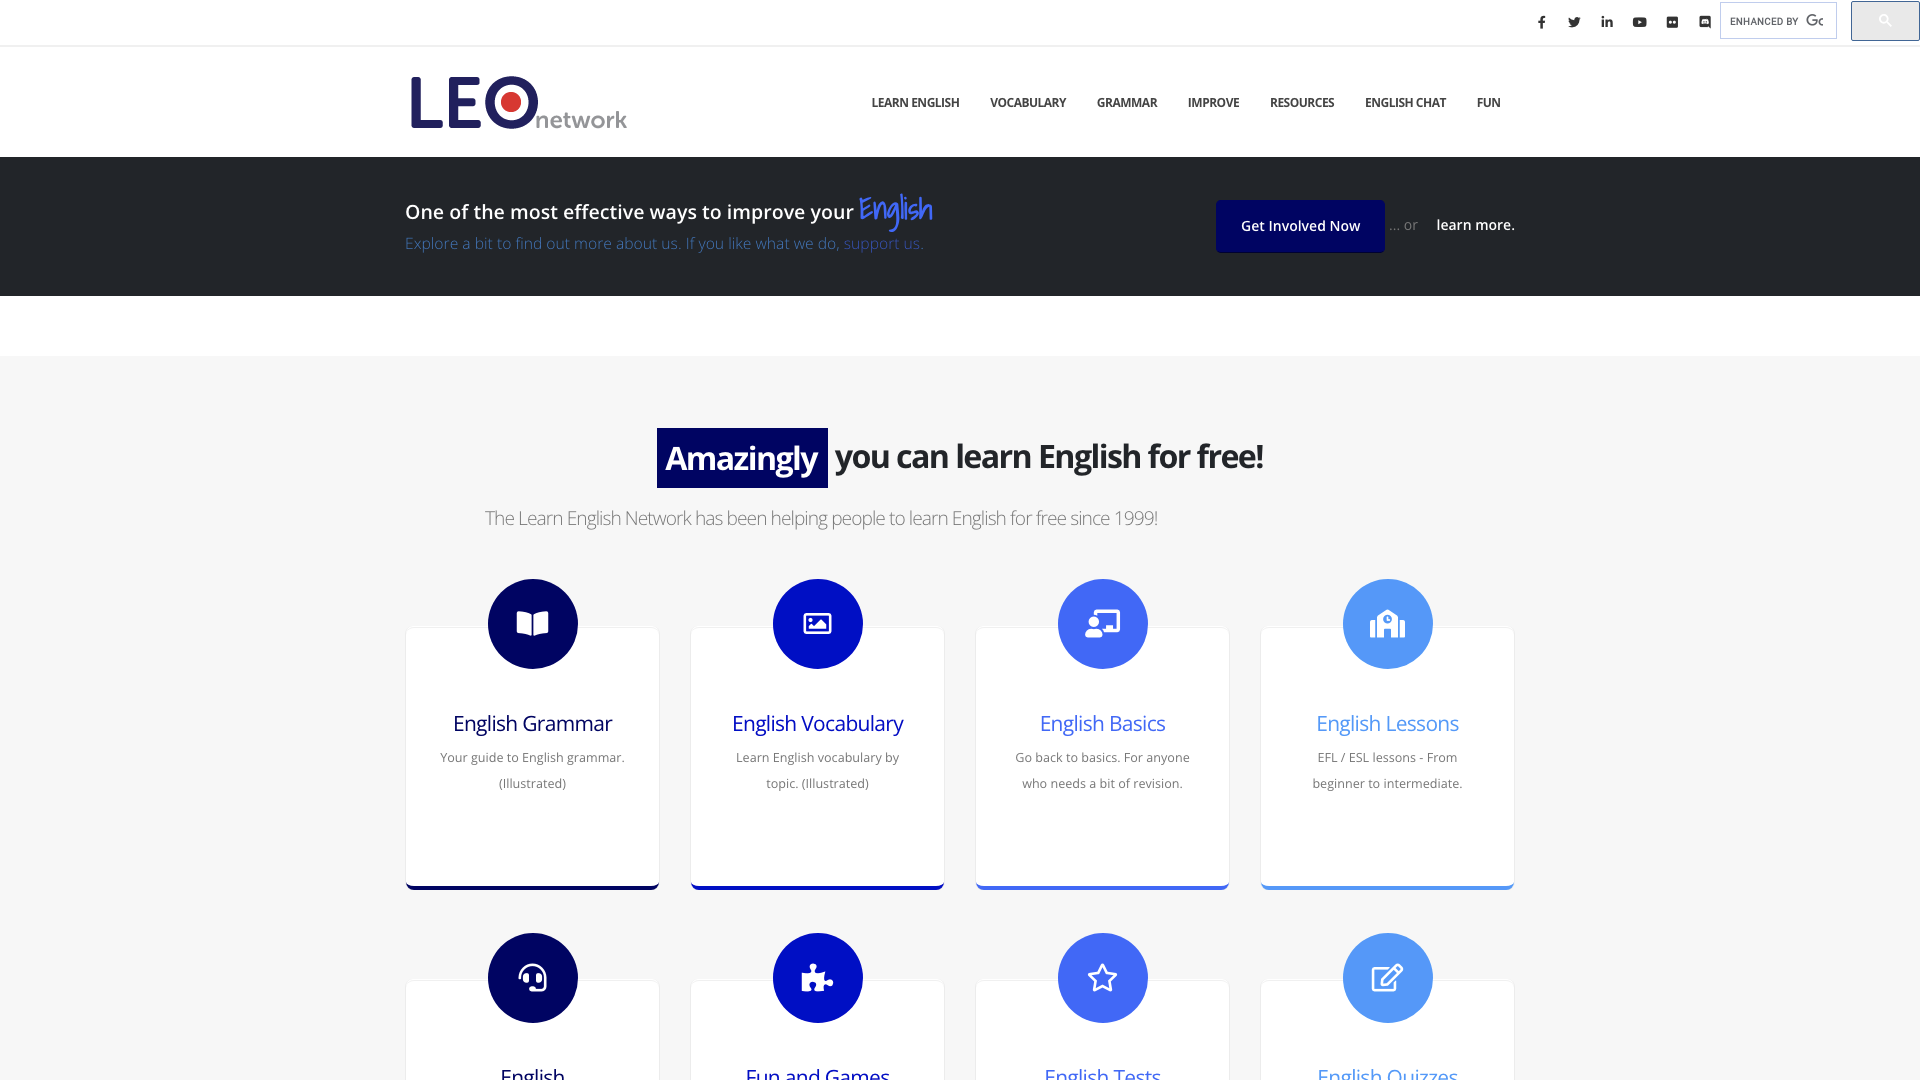 ENHANCED BY Go
LEO network
LEARN ENGLISH VOCABULARY GRAMMAR IMPROVE RESOURCES ENGLISH CHAT FUN
One of the most effective ways to improve your English
Explore a bit to find out more about us. If you like what we do, support us.
Get Involved Now ... or learn more.
Amazingly you can learn English for free!
The Learn English Network has been helping people to learn English for free since 1999!
English Grammar
Your guide to English grammar.
(Illustrated)
English Vocabulary
Learn English vocabulary by
topic. (Illustrated)
English Basics
Go back to basics. For anyone
who needs a bit of revision.
English Lessons
EFL / ESL lessons - From
beginner to intermediate.
English
Fun and Games
English Tests
English Quizzes